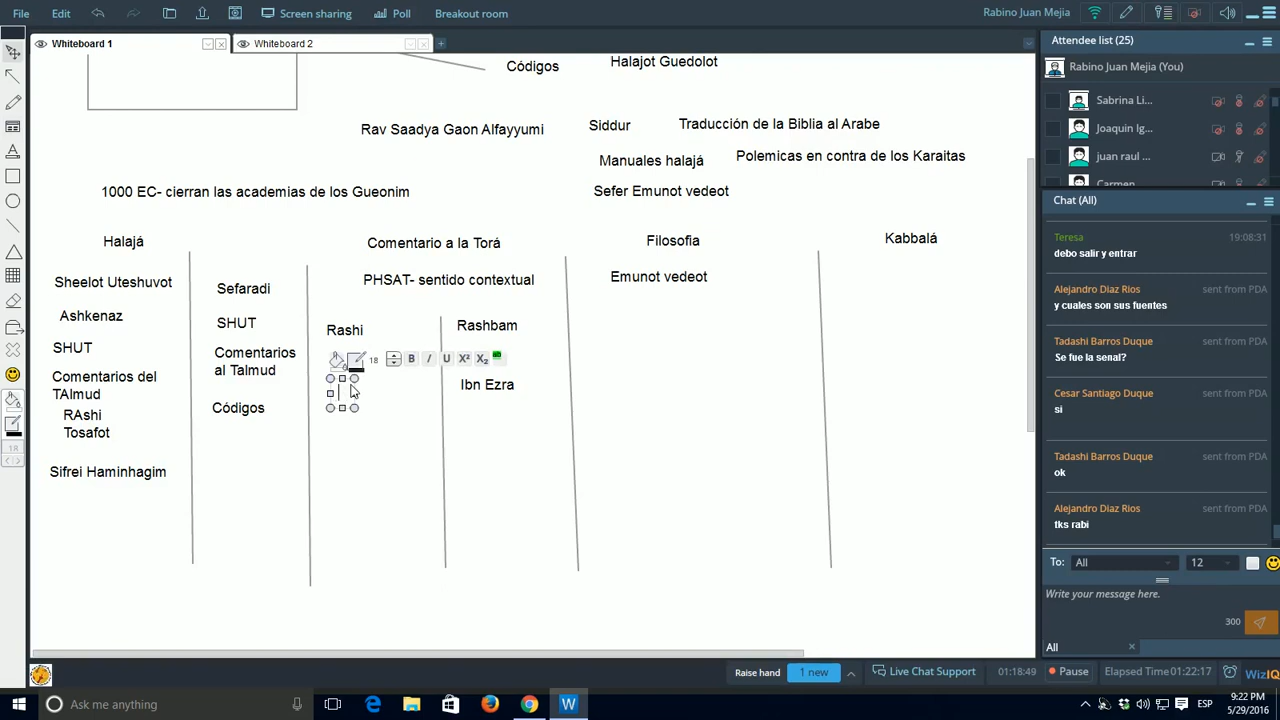 File Edit Screen sharing Poll Breakout room Rabino Juan Mejia
Whiteboard 1 Whiteboard 2
Attendee list (25)
Rabino Juan Mejia (You)
Sabrina Li...
Joaquin Ig...
juan raul ...
Carmen
Códigos Halajot Guedolot
Rav Saadya Gaon Alfayyumi Siddur Traducción de la Biblia al Arabe
Manuales halajá Polemicas en contra de los Karaitas
1000 EC- cierran las academias de los Gueonim Sefer Emunot vedeot
Halajá Comentario a la Torá Filosofia Kabbalá
Sheelot Uteshuvot Sefaradi PHSAT- sentido contextual Emunot vedeot
Ashkenaz SHUT Rashi Rashbam
SHUT Comentarios
al Talmud
18 B I U X² X₂
Comentarios del
TAlmud
Ibn Ezra
RAshi Códigos
Tosafot
Sifrei Haminhagim
Chat (All)
Teresa 19:08:31
debo salir y entrar
Alejandro Diaz Rios sent from PDA
y cuales son sus fuentes
Tadashi Barros Duque sent from PDA
Se fue la senal?
Cesar Santiago Duque sent from PDA
si
Tadashi Barros Duque sent from PDA
ok
Alejandro Diaz Rios sent from PDA
tks rabi
To: All 12
Write your message here.
300
All
Raise hand 1 new Live Chat Support 01:18:49 Pause Elapsed Time 01:22:17 WizIQ
Ask me anything ESP 9:22 PM
5/29/2016